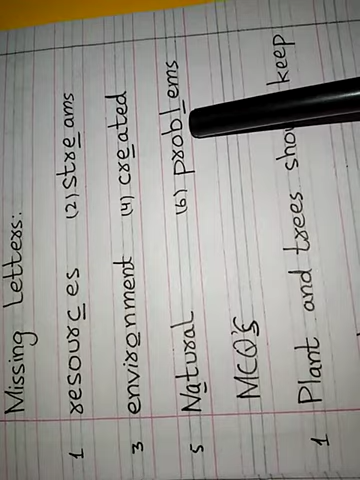 Missing Letters:
1 resources (2) streams
3 environment (4) created
5 Natural (6) problems
MCQ'S
1 Plant and trees keep